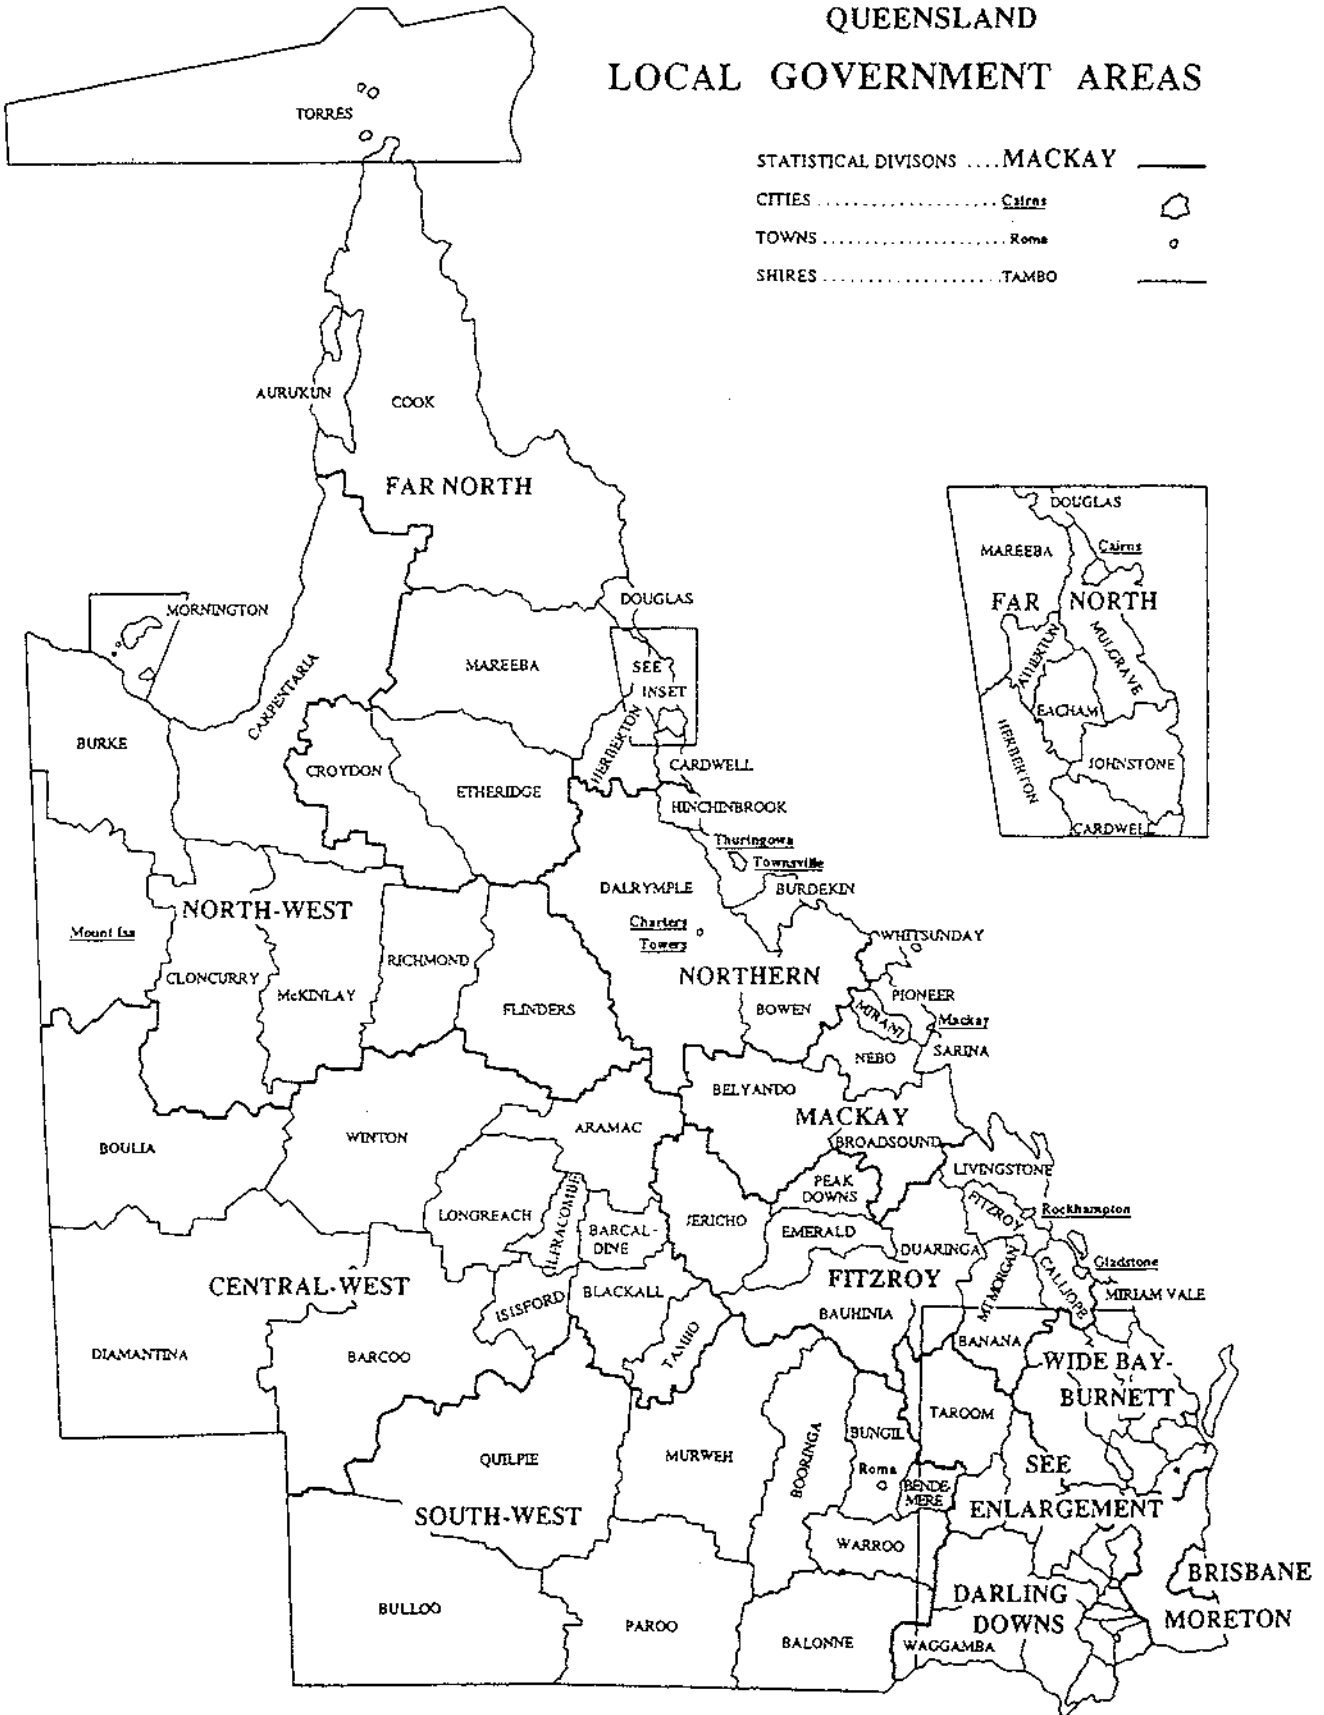 QUEENSLAND
LOCAL GOVERNMENT AREAS
STATISTICAL DIVISONS .... MACKAY
CITIES .................... Cairns
TOWNS .................... Roma
SHIRES .................... TAMBO
TORRES
AURUKUN
COOK
FAR NORTH
DOUGLAS
MAREEBA
Cairns
FAR NORTH
ATHERTON
MULGRAVE
EACHAM
HERBERTON
JOHNSTONE
CARDWELL
MORNINGTON
DOUGLAS
CARPENTARIA
MAREEBA
SEE
INSET
BURKE
CROYDON
ETHERIDGE
HERBERTON
CARDWELL
HINCHINBROOK
Thuringowa
Townsville
DALRYMPLE
BURDEKIN
NORTH-WEST
Mount Isa
Charters
Towers
WHITSUNDAY
CLONCURRY
McKINLAY
RICHMOND
FLINDERS
NORTHERN
BOWEN
PIONEER
MIRANI
Mackay
NEBO
SARINA
BELYANDO
MACKAY
BOULIA
WINTON
ARAMAC
BROADSOUND
LIVINGSTONE
PEAK
DOWNS
LONGREACH
ILFRACOMBE
BARCAL-
DINE
JERICHO
EMERALD
FITZROY
Rockhampton
DUARINGA
CENTRAL-WEST
ISISFORD
BLACKALL
FITZROY
MT MORGAN
CALLIOPE
Gladstone
MIRIAM VALE
BAUHINIA
DIAMANTINA
BARCOO
TAMBO
BANANA
WIDE BAY-
BURNETT
TAROOM
QUILPIE
MURWEH
BOORINGA
BUNGIL
Roma
BENDE-
MERE
SEE
ENLARGEMENT
SOUTH-WEST
WARROO
BULLOO
PAROO
BALONNE
DARLING
DOWNS
WAGGAMBA
BRISBANE
MORETON